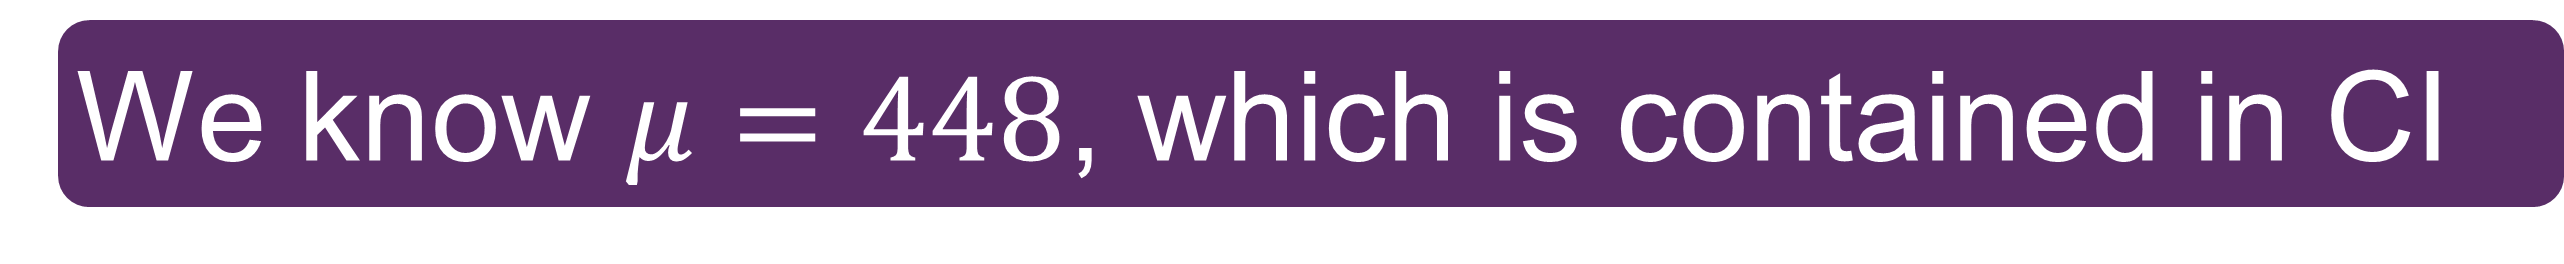 We know μ = 448, which is contained in CI